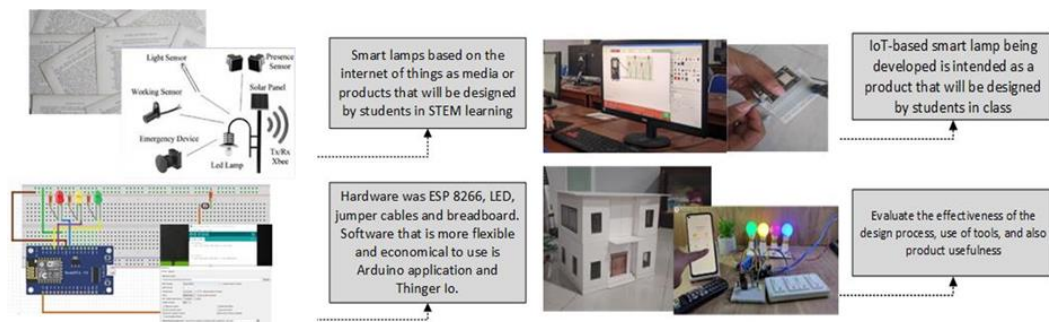 Light Sensor
Presence
Sensor
Solar Panel
Working Sensor
Emergency Device
Led Lamp
Tx/Rx
Xbee
Smart lamps based on the
internet of things as media or
products that will be designed
by students in STEM learning
IoT-based smart lamp being
developed is intended as a
product that will be designed
by students in class
Hardware was ESP 8266, LED,
jumper cables and breadboard.
Software that is more flexible
and economical to use is
Arduino application and
Thinger Io.
Evaluate the effectiveness of the
design process, use of tools, and also
product usefulness